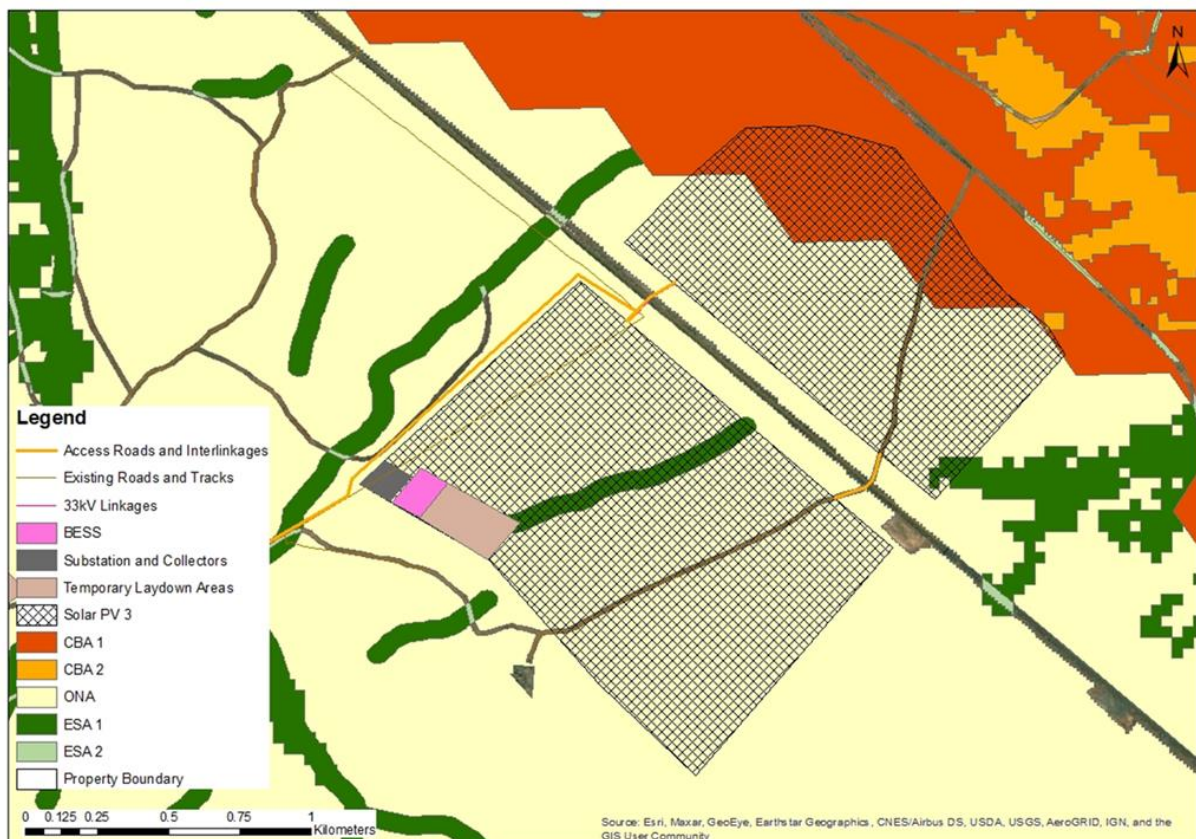 N
Legend
Access Roads and Interlinkages
Existing Roads and Tracks
33kV Linkages
BESS
Substation and Collectors
Temporary Laydown Areas
Solar PV 3
CBA 1
CBA 2
ONA
ESA 1
ESA 2
Property Boundary
0 0.125 0.25 0.5 0.75 1
Kilometers
Source: Esri, Maxar, GeoEye, Earthstar Geographics, CNES/Airbus DS, USDA, USGS, AeroGRID, IGN, and the
GIS User Community